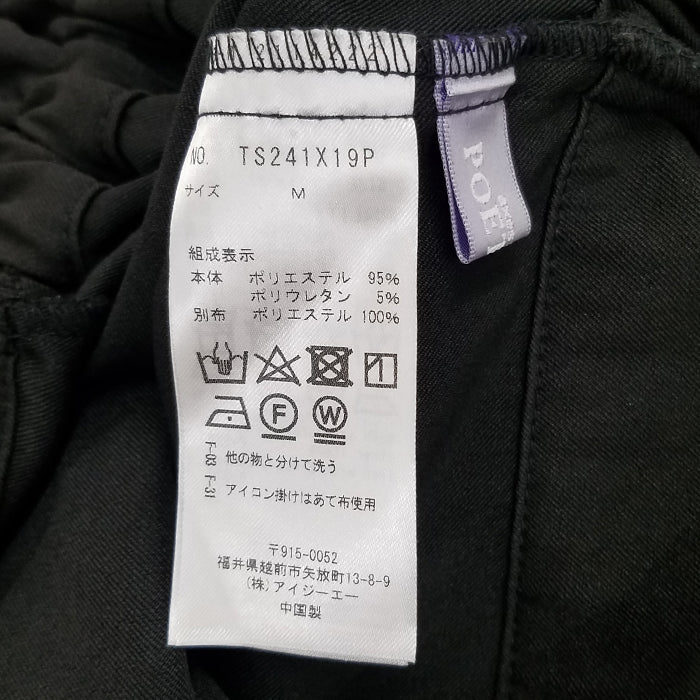 NO. TS241X19P
サイズ M
組成表示
本体 ポリエステル 95%
ポリウレタン 5%
別布 ポリエステル 100%
F
W
F-03 他の物と分けて洗う
F-31 アイコン掛けはあて布使用
〒915-0052
福井県越前市矢放町13-8-9
(株)アイジーエー
中国製
POE